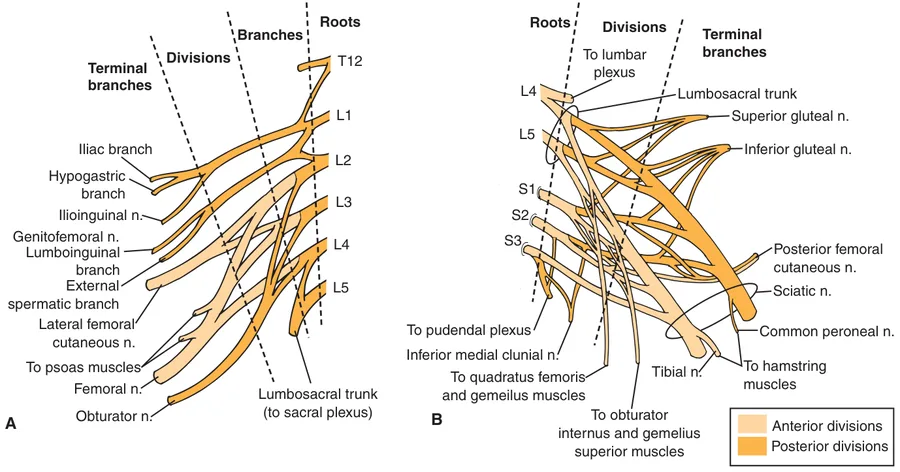 Roots
Branches
Divisions
Terminal
branches
T12
L1
L2
L3
L4
L5
Iliac branch
Hypogastric
branch
Ilioinguinal n.
Genitofemoral n.
Lumboinguinal
branch
External
spermatic branch
Lateral femoral
cutaneous n.
To psoas muscles
Femoral n.
Obturator n.
Lumbosacral trunk
(to sacral plexus)
A
Roots
Divisions
Terminal
branches
To lumbar
plexus
L4
L5
S1
S2
S3
Lumbosacral trunk
Superior gluteal n.
Inferior gluteal n.
Posterior femoral
cutaneous n.
Sciatic n.
Common peroneal n.
To hamstring
muscles
Tibial n.
To pudendal plexus
Inferior medial clunial n.
To quadratus femoris
and gemeilus muscles
To obturator
internus and gemelius
superior muscles
B
Anterior divisions
Posterior divisions